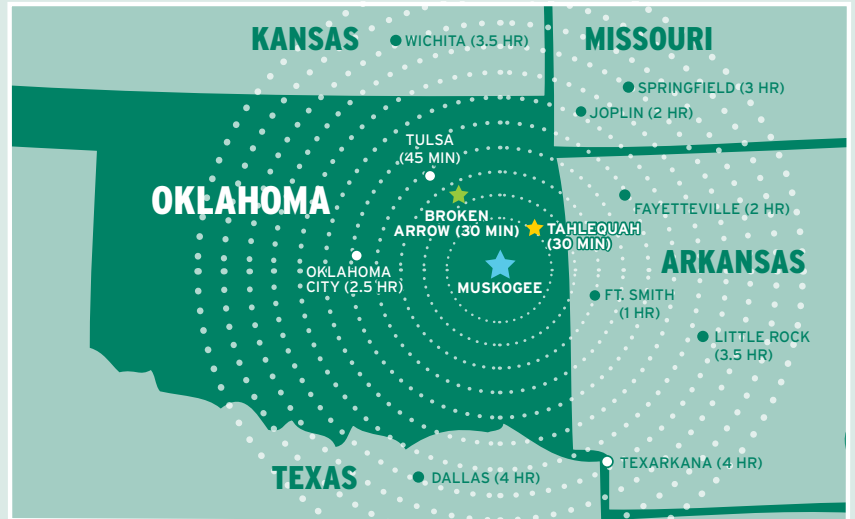 KANSAS
WICHITA (3.5 HR)
MISSOURI
SPRINGFIELD (3 HR)
JOPLIN (2 HR)
TULSA
(45 MIN)
OKLAHOMA
BROKEN
ARROW (30 MIN)
TAHLEQUAH
(30 MIN)
FAYETTEVILLE (2 HR)
ARKANSAS
OKLAHOMA
CITY (2.5 HR)
MUSKOGEE
FT. SMITH
(1 HR)
LITTLE ROCK
(3.5 HR)
TEXAS
DALLAS (4 HR)
TEXARKANA (4 HR)